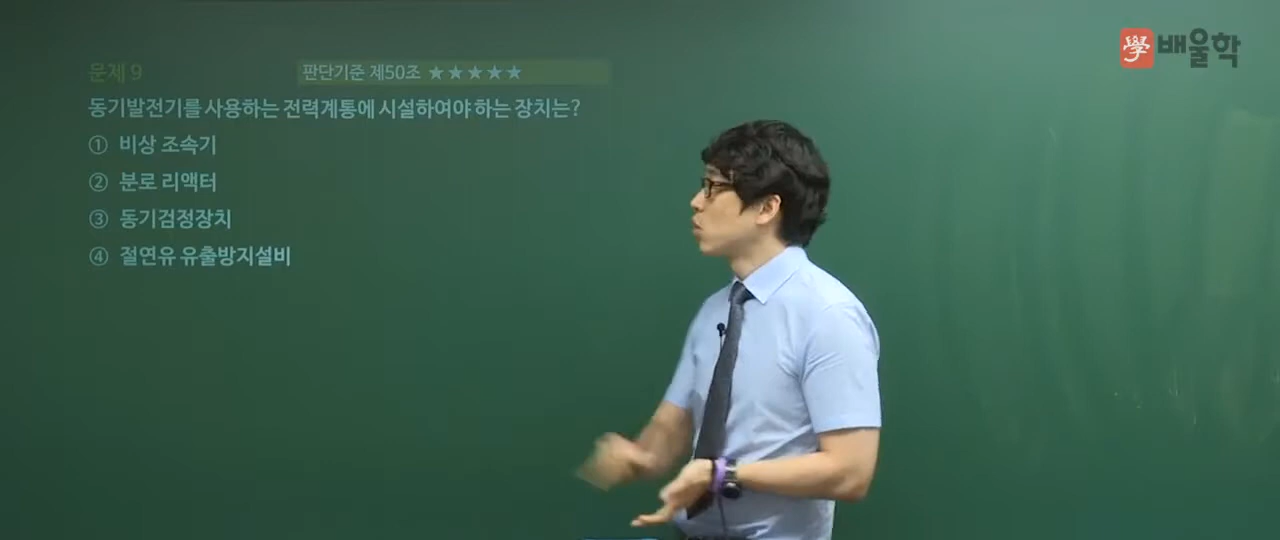 學배울학
문제 9
판단기준 제50조 ★★★★★
동기발전기를 사용하는 전력계통에 시설하여야 하는 장치는?
① 비상 조속기
② 분로 리액터
③ 동기검정장치
④ 절연유 유출방지설비